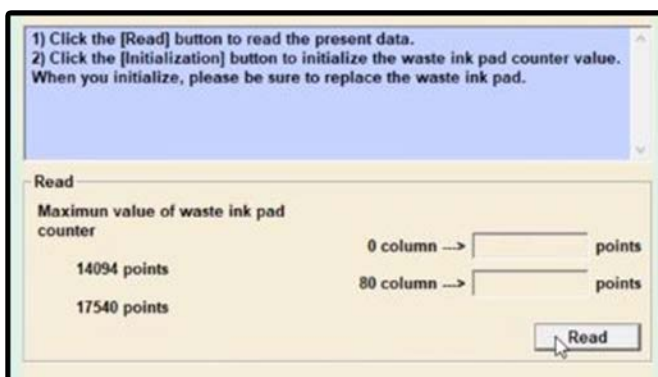 1) Click the [Read] button to read the present data.
2) Click the [Initialization] button to initialize the waste ink pad counter value.
When you initialize, please be sure to replace the waste ink pad.
Read
Maximun value of waste ink pad
counter
0 column ---> points
14094 points
80 column ---> points
17540 points
Read